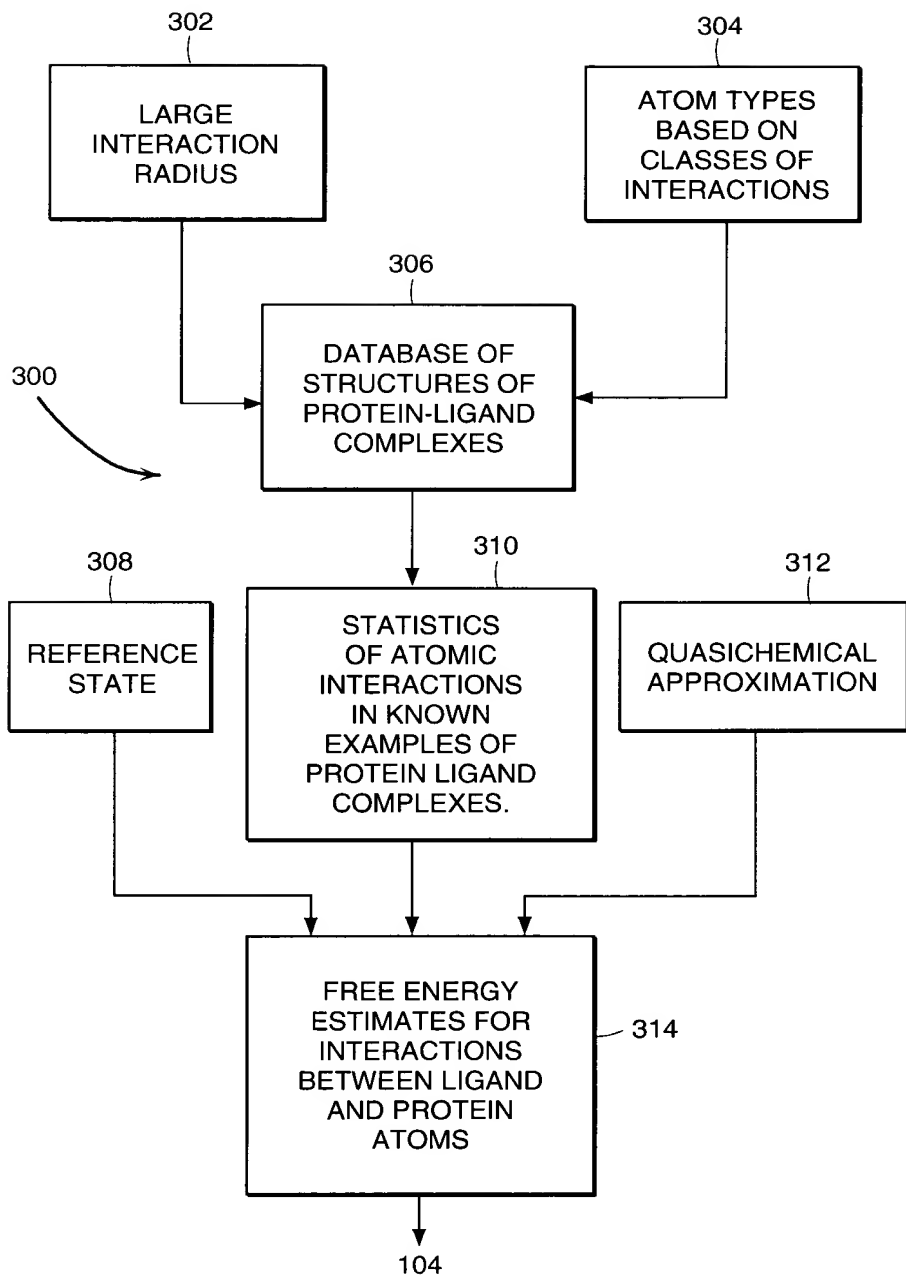 302
LARGE
INTERACTION
RADIUS
304
ATOM TYPES
BASED ON
CLASSES OF
INTERACTIONS
306
DATABASE OF
STRUCTURES OF
PROTEIN-LIGAND
COMPLEXES
300
308
REFERENCE
STATE
310
STATISTICS
OF ATOMIC
INTERACTIONS
IN KNOWN
EXAMPLES OF
PROTEIN LIGAND
COMPLEXES.
312
QUASICHEMICAL
APPROXIMATION
FREE ENERGY
ESTIMATES FOR
INTERACTIONS
BETWEEN LIGAND
AND PROTEIN
ATOMS
314
104